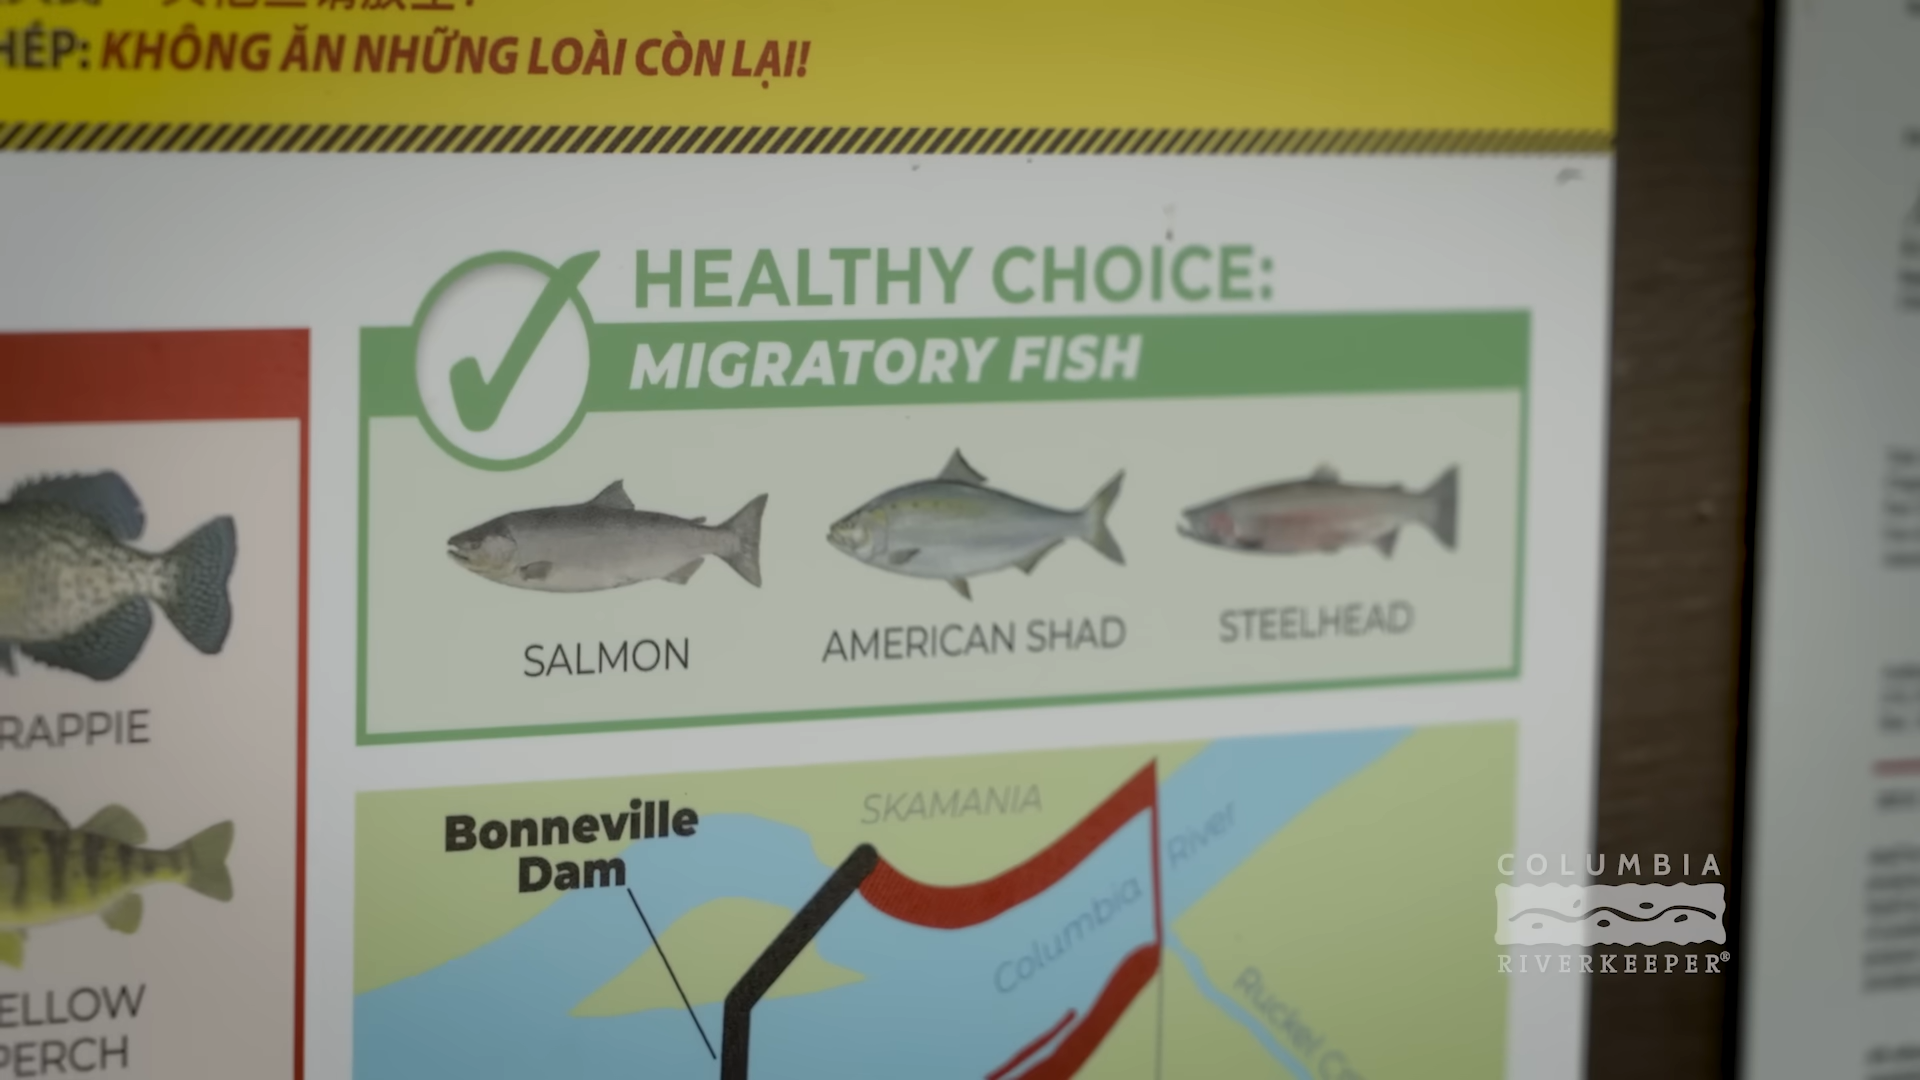 HÉP: KHÔNG ĂN NHỮNG LOÀI CÒN LẠI!
HEALTHY CHOICE:
MIGRATORY FISH
SALMON
AMERICAN SHAD
STEELHEAD
RAPPIE
ELLOW
PERCH
Bonneville
Dam
SKAMANIA
Columbia River
Ruckel
COLUMBIA
RIVERKEEPER®